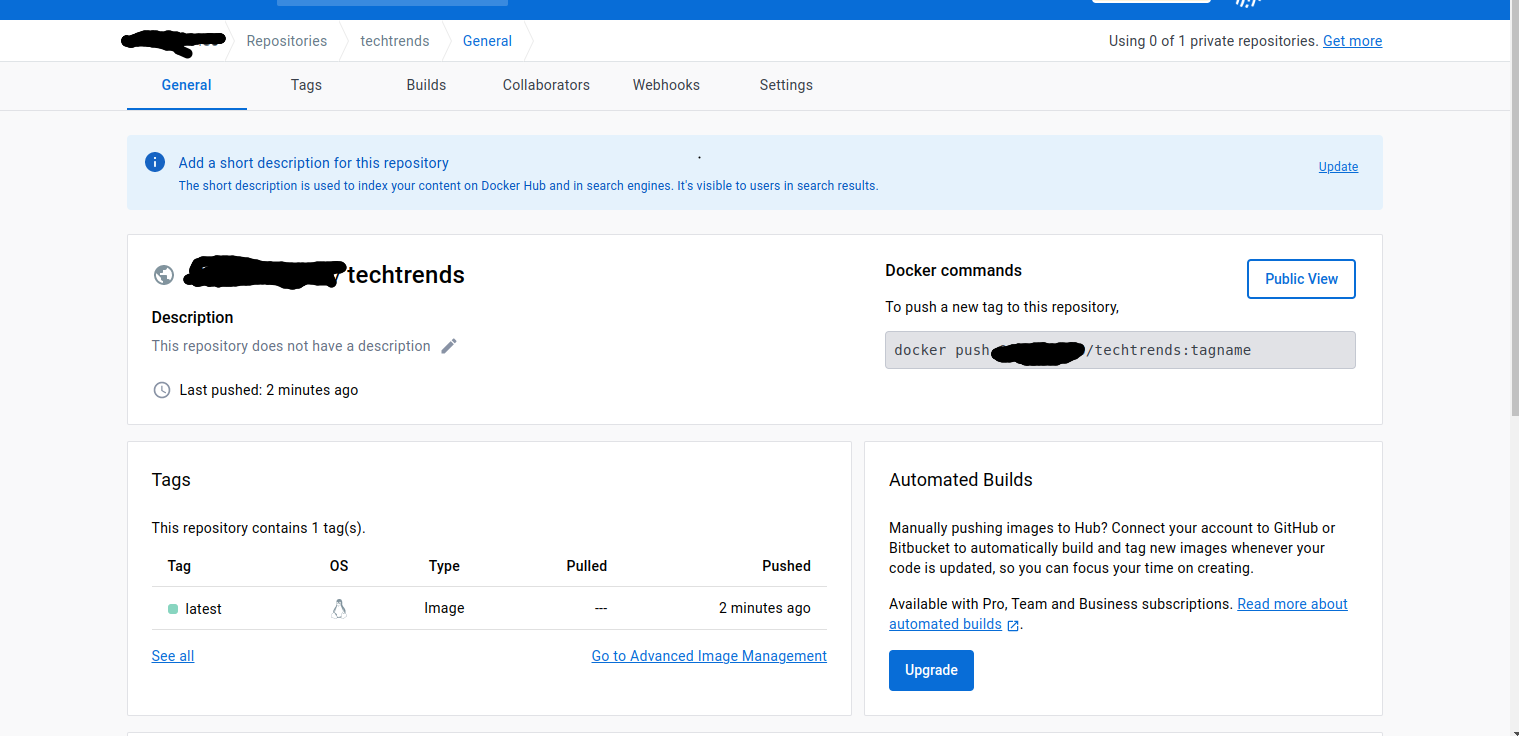 Repositories techtrends General Using 0 of 1 private repositories. Get more
General Tags Builds Collaborators Webhooks Settings
Add a short description for this repository
Update
The short description is used to index your content on Docker Hub and in search engines. It's visible to users in search results.
techtrends
Description
This repository does not have a description
Last pushed: 2 minutes ago
Docker commands
Public View
To push a new tag to this repository,
docker push /techtrends:tagname
Tags
This repository contains 1 tag(s).
Tag OS Type Pulled Pushed
latest Image --- 2 minutes ago
See all Go to Advanced Image Management
Automated Builds
Manually pushing images to Hub? Connect your account to GitHub or
Bitbucket to automatically build and tag new images whenever your
code is updated, so you can focus your time on creating.
Available with Pro, Team and Business subscriptions. Read more about
automated builds .
Upgrade